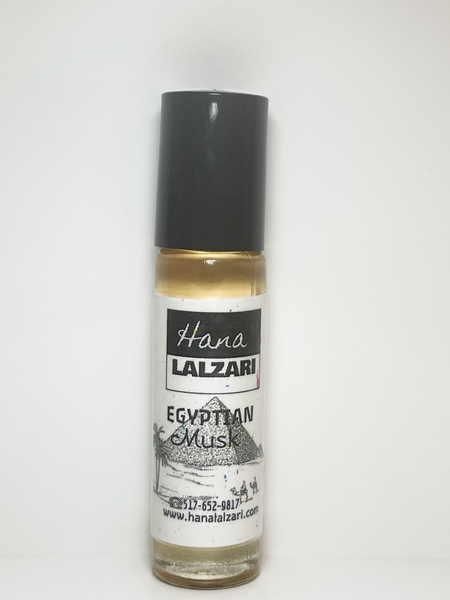 Hana
LALZARI
EGYPTIAN
Musk
517-652-9817
www.hanalalzari.com